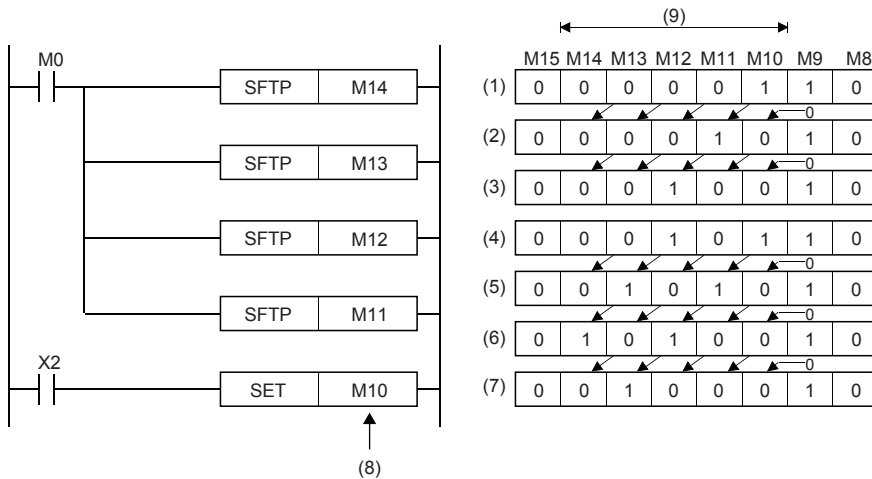 (9)
M15 M14 M13 M12 M11 M10 M9 M8
M0
SFTP M14
(1) 0 0 0 0 0 1 1 0
0
(2) 0 0 0 0 1 0 1 0
SFTP M13
0
(3) 0 0 0 1 0 0 1 0
SFTP M12
(4) 0 0 0 1 0 1 1 0
0
(5) 0 0 1 0 1 0 1 0
SFTP M11
0
(6) 0 1 0 1 0 0 1 0
0
X2
SET M10
(7) 0 0 1 0 0 0 1 0
(8)